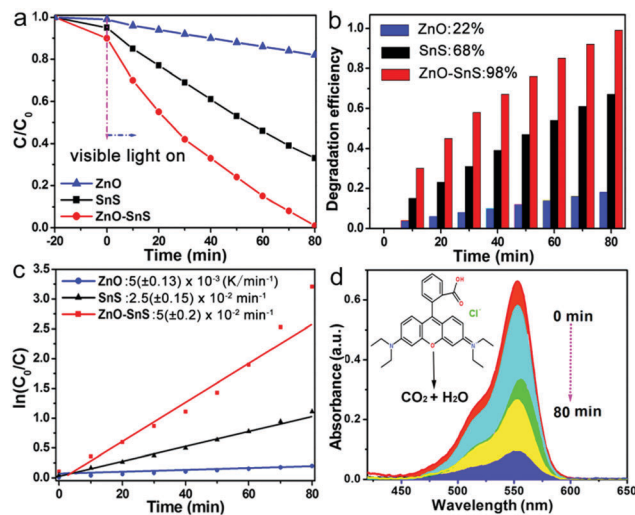 a
C/C0
1.0
0.8
0.6
0.4
0.2
0.0
visible light on
ZnO
SnS
ZnO-SnS
-20 0 20 40 60 80
Time (min)
b
Degradation efficiency
1.0
0.8
0.6
0.4
0.2
0.0
ZnO:22%
SnS:68%
ZnO-SnS:98%
0 10 20 30 40 50 60 70 80
Time (min)
c
ln(C0/C)
3.5
3.0
2.5
2.0
1.5
1.0
0.5
0.0
ZnO :5(±0.13) x 10-3 (K/min-1)
SnS :2.5(±0.15) x 10-2 min-1
ZnO-SnS:5(±0.2) x 10-2 min-1
0 20 40 60 80
Time (min)
d
Absorbance (a.u.)
0.6
0.4
0.2
0.0
OH
O
Cl-
N
O+
N
CO2 + H2O
0 min
80 min
450 500 550 600 650
Wavelength (nm)